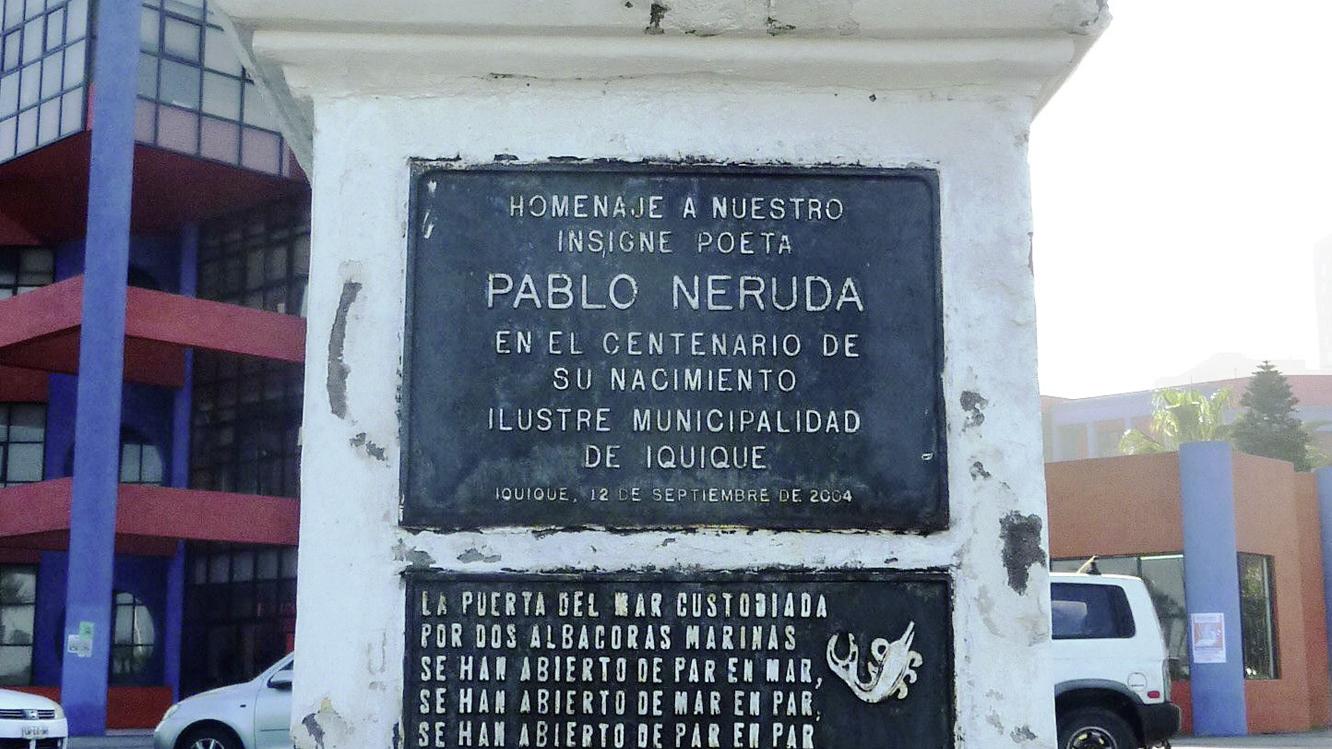 HOMENAJE A NUESTRO
INSIGNE POETA
PABLO NERUDA
EN EL CENTENARIO DE
SU NACIMIENTO
ILUSTRE MUNICIPALIDAD
DE IQUIQUE
IQUIQUE, 12 DE SEPTIEMBRE DE 2004
LA PUERTA DEL MAR CUSTODIADA
POR DOS ALBACORAS MARINAS
SE HAN ABIERTO DE PAR EN MAR,
SE HAN ABIERTO DE MAR EN PAR,
SE HAN ABIERTO DE PAR EN PAR